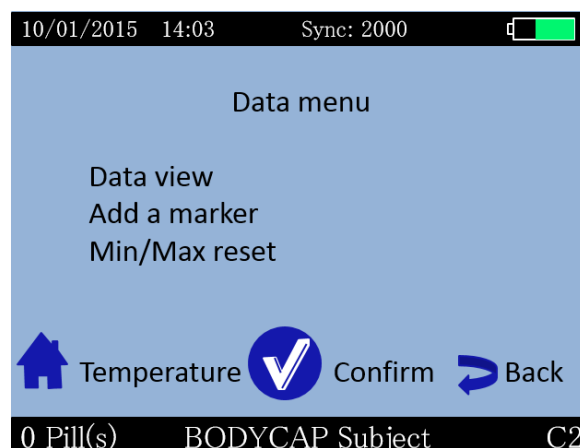 10/01/2015 14:03 Sync: 2000
Data menu
Data view
Add a marker
Min/Max reset
Temperature Confirm Back
0 Pill(s) BODYCAP Subject C2